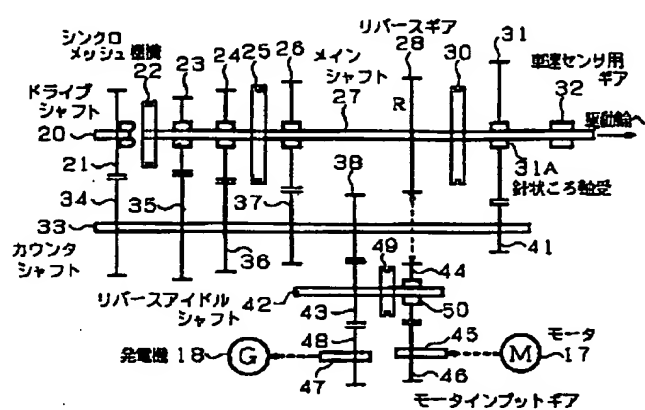 シンクロ
メッシュ機構
22
23
24
25
26
メイン
シャフト
27
リバースギア
28
R
30
31
車速センサ用
ギア
32
ドライブ
シャフト
20
駆動輪へ
21
34
38
31A
針状ころ軸受
33
35
37
カウンタ
シャフト
36
49
44
41
リバースアイドル
シャフト
42
43
50
48
45
モータ
発電機 18
G
M
17
47
46
モータインプットギア